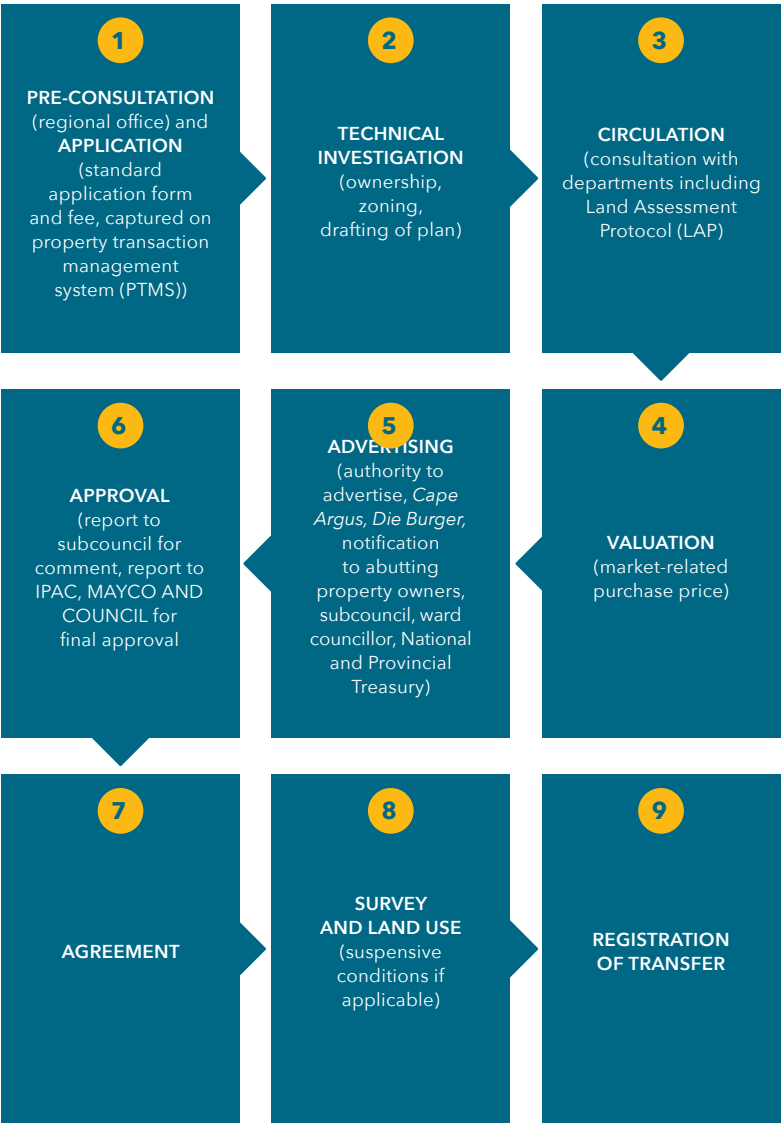 1
PRE-CONSULTATION
(regional office) and
APPLICATION
(standard
application form
and fee, captured on
property transaction
management
system (PTMS))
2
TECHNICAL
INVESTIGATION
(ownership,
zoning,
drafting of plan)
3
CIRCULATION
(consultation with
departments including
Land Assessment
Protocol (LAP)
4
VALUATION
(market-related
purchase price)
5
ADVERTISING
(authority to
advertise, Cape
Argus, Die Burger,
notification
to abutting
property owners,
subcouncil, ward
councillor, National
and Provincial
Treasury)
6
APPROVAL
(report to
subcouncil for
comment, report to
IPAC, MAYCO AND
COUNCIL for
final approval
7
AGREEMENT
8
SURVEY
AND LAND USE
(suspensive
conditions if
applicable)
9
REGISTRATION
OF TRANSFER